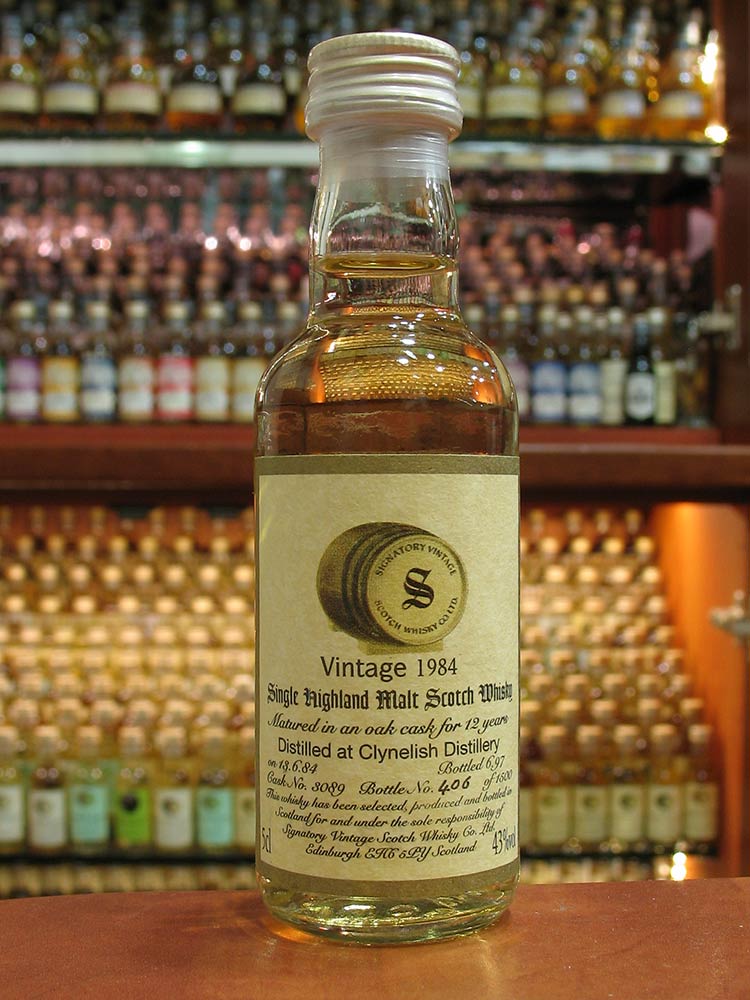 SIGNATORY VINTAGE
S
SCOTCH WHISKY CO LTD.
Vintage 1984
Single Highland Malt Scotch Whisky
Matured in an oak cask for 12 years
Distilled at Clynelish Distillery
on 13.6.84 Bottled 6.97
Cask No. 3089 Bottle No. 406 of 1500
This whisky has been selected, produced and bottled in
Scotland for and under the sole responsibility of
Signatory Vintage Scotch Whisky Co. Ltd.
Edinburgh EH6 5PY Scotland
5cl 43%vol